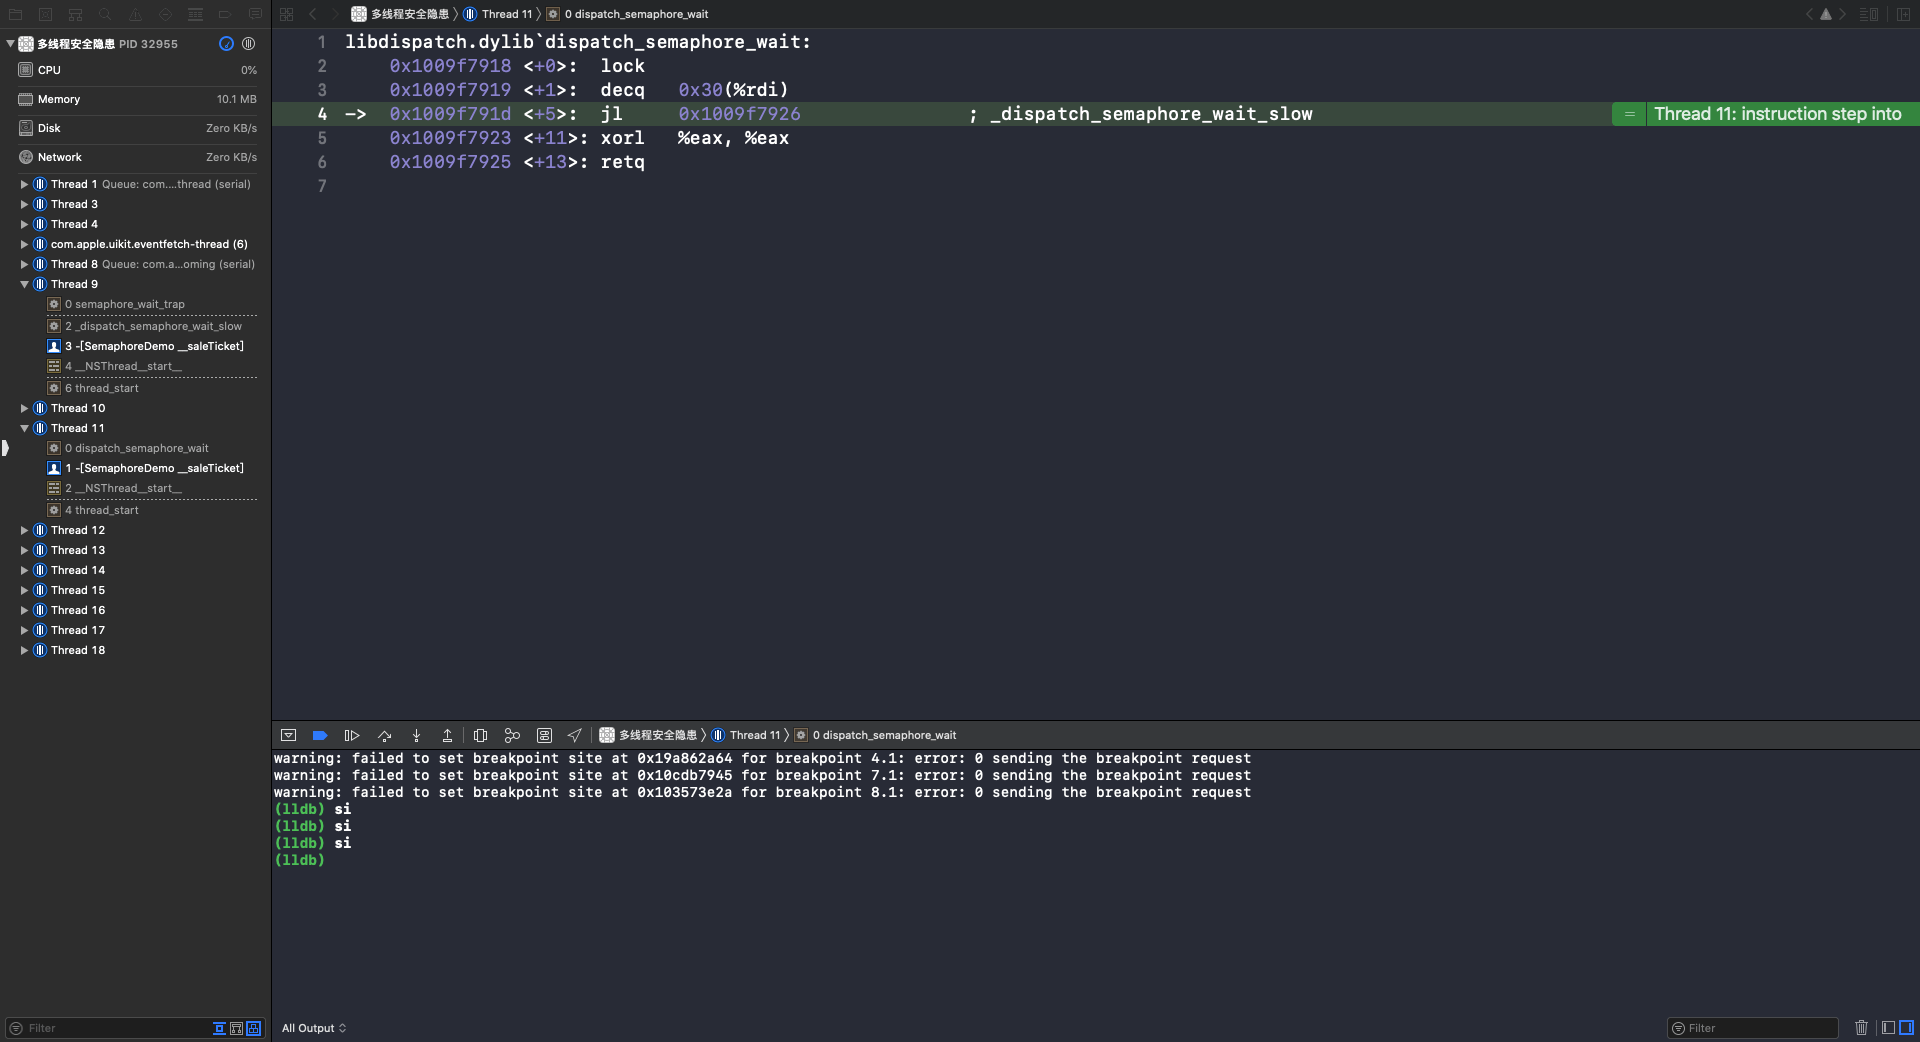 多线程安全隐患 PID 32955
CPU 0%
Memory 10.1 MB
Disk Zero KB/s
Network Zero KB/s
Thread 1 Queue: com....thread (serial)
Thread 3
Thread 4
com.apple.uikit.eventfetch-thread (6)
Thread 8 Queue: com.a...oming (serial)
Thread 9
0 semaphore_wait_trap
2 _dispatch_semaphore_wait_slow
3 -[SemaphoreDemo __saleTicket]
4 __NSThread__start__
6 thread_start
Thread 10
Thread 11
0 dispatch_semaphore_wait
1 -[SemaphoreDemo __saleTicket]
2 __NSThread__start__
4 thread_start
Thread 12
Thread 13
Thread 14
Thread 15
Thread 16
Thread 17
Thread 18
Filter
多线程安全隐患 〉 Thread 11 〉 0 dispatch_semaphore_wait
1 libdispatch.dylib`dispatch_semaphore_wait:
2 0x1009f7918 <+0>: lock
3 0x1009f7919 <+1>: decq 0x30(%rdi)
4 -> 0x1009f791d <+5>: jl 0x1009f7926 ; _dispatch_semaphore_wait_slow = Thread 11: instruction step into
5 0x1009f7923 <+11>: xorl %eax, %eax
6 0x1009f7925 <+13>: retq
7
多线程安全隐患 〉 Thread 11 〉 0 dispatch_semaphore_wait
warning: failed to set breakpoint site at 0x19a862a64 for breakpoint 4.1: error: 0 sending the breakpoint request
warning: failed to set breakpoint site at 0x10cdb7945 for breakpoint 7.1: error: 0 sending the breakpoint request
warning: failed to set breakpoint site at 0x103573e2a for breakpoint 8.1: error: 0 sending the breakpoint request
(lldb) si
(lldb) si
(lldb) si
(lldb)
All Output
Filter